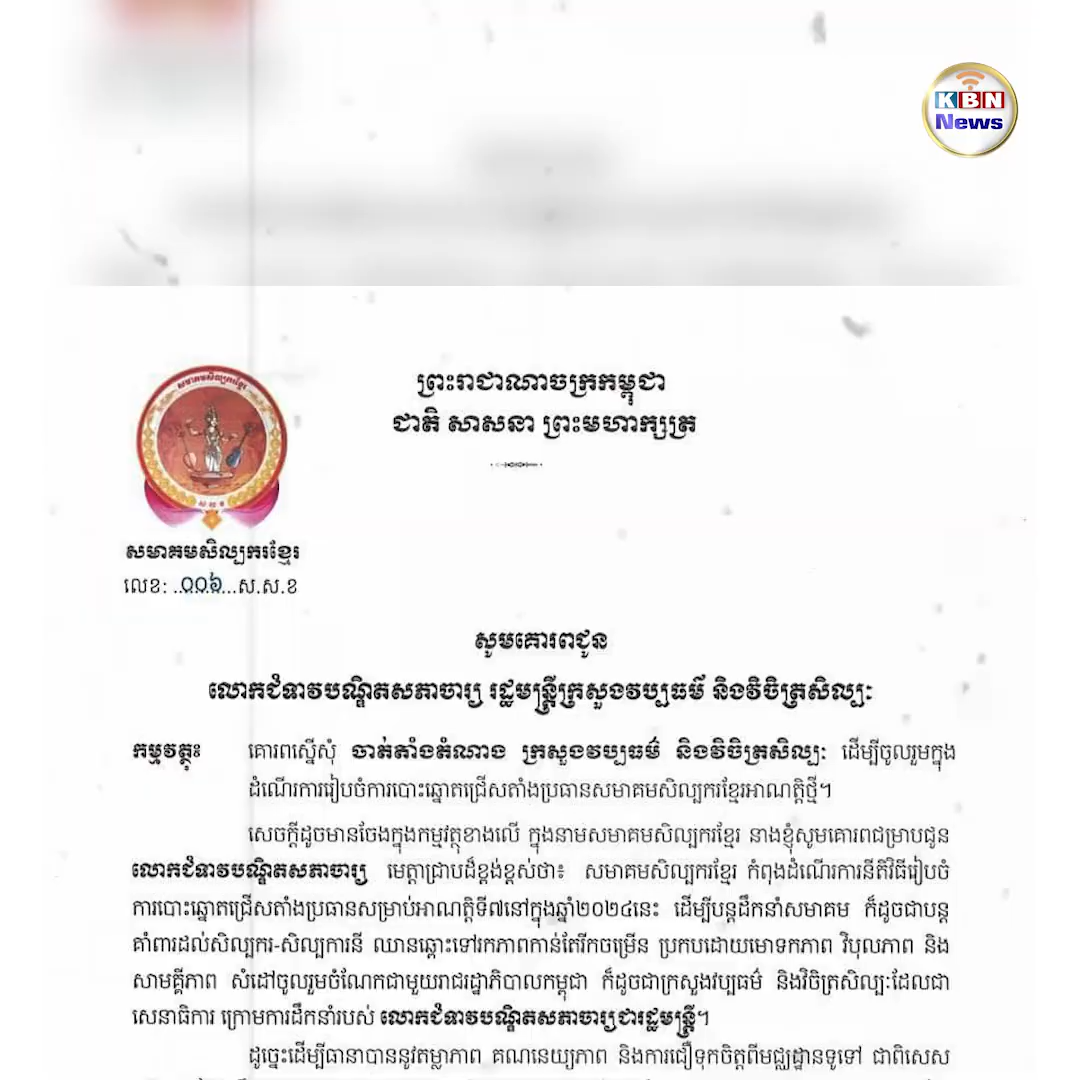 KBN
News
ព្រះរាជាណាចក្រកម្ពុជា
ជាតិ សាសនា ព្រះមហាក្សត្រ
សមាគមសិល្បករខ្មែរ
ស ស ខ
សមាគមសិល្បករខ្មែរ
លេខ: ...០០៦...ស.ស.ខ
សូមគោរពជូន
លោកជំទាវបណ្ឌិតសភាចារ្យ រដ្ឋមន្ត្រីក្រសួងវប្បធម៌ និងវិចិត្រសិល្បៈ
កម្មវត្ថុ៖ គោរពស្នើសុំ ចាត់តាំងតំណាង ក្រសួងវប្បធម៌ និងវិចិត្រសិល្បៈ ដើម្បីចូលរួមក្នុង
ដំណើរការរៀបចំការបោះឆ្នោតជ្រើសតាំងប្រធានសមាគមសិល្បករខ្មែរអាណត្តិថ្មី។
សេចក្តីដូចមានចែងក្នុងកម្មវត្ថុខាងលើ ក្នុងនាមសមាគមសិល្បករខ្មែរ នាងខ្ញុំសូមគោរពជម្រាបជូន
លោកជំទាវបណ្ឌិតសភាចារ្យ មេត្តាជ្រាបដ៏ខ្ពង់ខ្ពស់ថា៖ សមាគមសិល្បករខ្មែរ កំពុងដំណើរការនីតិវិធីរៀបចំ
ការបោះឆ្នោតជ្រើសតាំងប្រធានសម្រាប់អាណត្តិទី៧នៅក្នុងឆ្នាំ២០២៤នេះ ដើម្បីបន្តដឹកនាំសមាគម ក៏ដូចជាបន្ត
គាំពារដល់សិល្បករ-សិល្បការនី ឈានឆ្ពោះទៅរកភាពកាន់តែរីកចម្រើន ប្រកបដោយមោទកភាព វិបុលភាព និង
សាមគ្គីភាព សំដៅចូលរួមចំណែកជាមួយរាជរដ្ឋាភិបាលកម្ពុជា ក៏ដូចជាក្រសួងវប្បធម៌ និងវិចិត្រសិល្បៈដែលជា
សេនាធិការ ក្រោមការដឹកនាំរបស់ លោកជំទាវបណ្ឌិតសភាចារ្យជារដ្ឋមន្ត្រី។
ដូច្នេះដើម្បីធានាបាននូវតម្លាភាព គណនេយ្យភាព និងការជឿទុកចិត្តពីមជ្ឈដ្ឋានទូទៅ ជាពិសេស